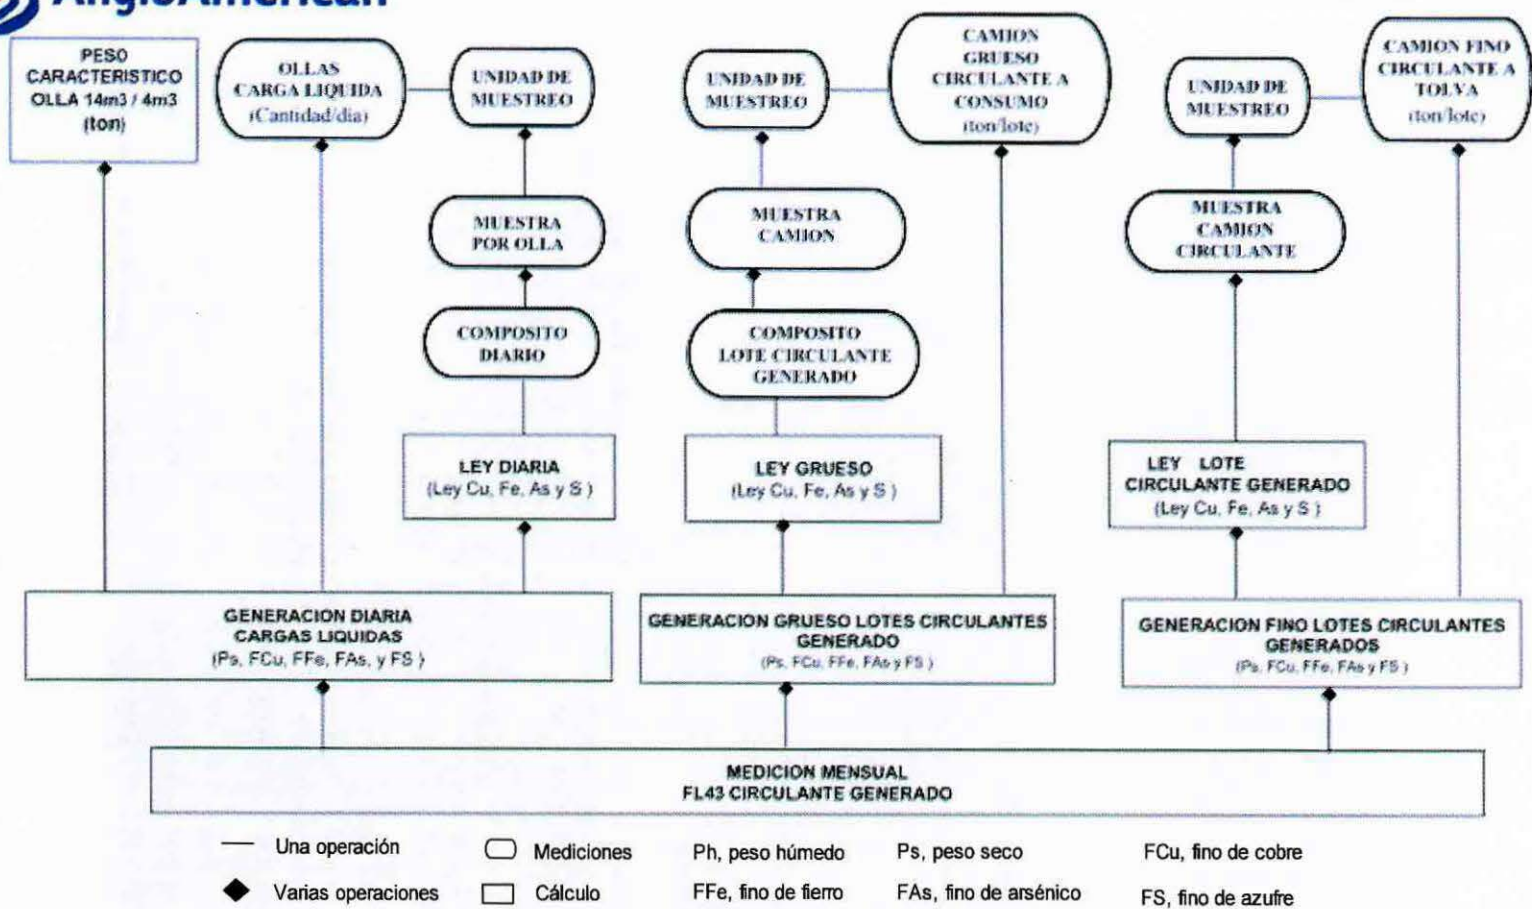 AngloAmerican
PESO
CARACTERISTICO
OLLA 14m3 / 4m3
(ton)
OLLAS
CARGA LIQUIDA
(Cantidad/dia)
UNIDAD DE
MUESTREO
UNIDAD DE
MUESTREO
CAMION
GRUESO
CIRCULANTE A
CONSUMO
(ton/lote)
UNIDAD DE
MUESTREO
CAMION FINO
CIRCULANTE A
TOLVA
(ton/lote)
MUESTRA
POR OLLA
MUESTRA
CAMION
MUESTRA
CAMION
CIRCULANTE
COMPOSITO
DIARIO
COMPOSITO
LOTE CIRCULANTE
GENERADO
LEY DIARIA
(Ley Cu, Fe, As y S )
LEY GRUESO
(Ley Cu, Fe, As y S )
LEY LOTE
CIRCULANTE GENERADO
(Ley Cu, Fe, As y S )
GENERACION DIARIA
CARGAS LIQUIDAS
(Ps, FCu, FFe, FAs, y FS )
GENERACION GRUESO LOTES CIRCULANTES
GENERADO
(Ps, FCu, FFe, FAs y FS )
GENERACION FINO LOTES CIRCULANTES
GENERADOS
(Ps, FCu, FFe, FAs y FS )
MEDICION MENSUAL
FL43 CIRCULANTE GENERADO
Una operación
Mediciones
Ph, peso húmedo
Ps, peso seco
FCu, fino de cobre
Varias operaciones
Cálculo
FFe, fino de fierro
FAs, fino de arsénico
FS, fino de azufre